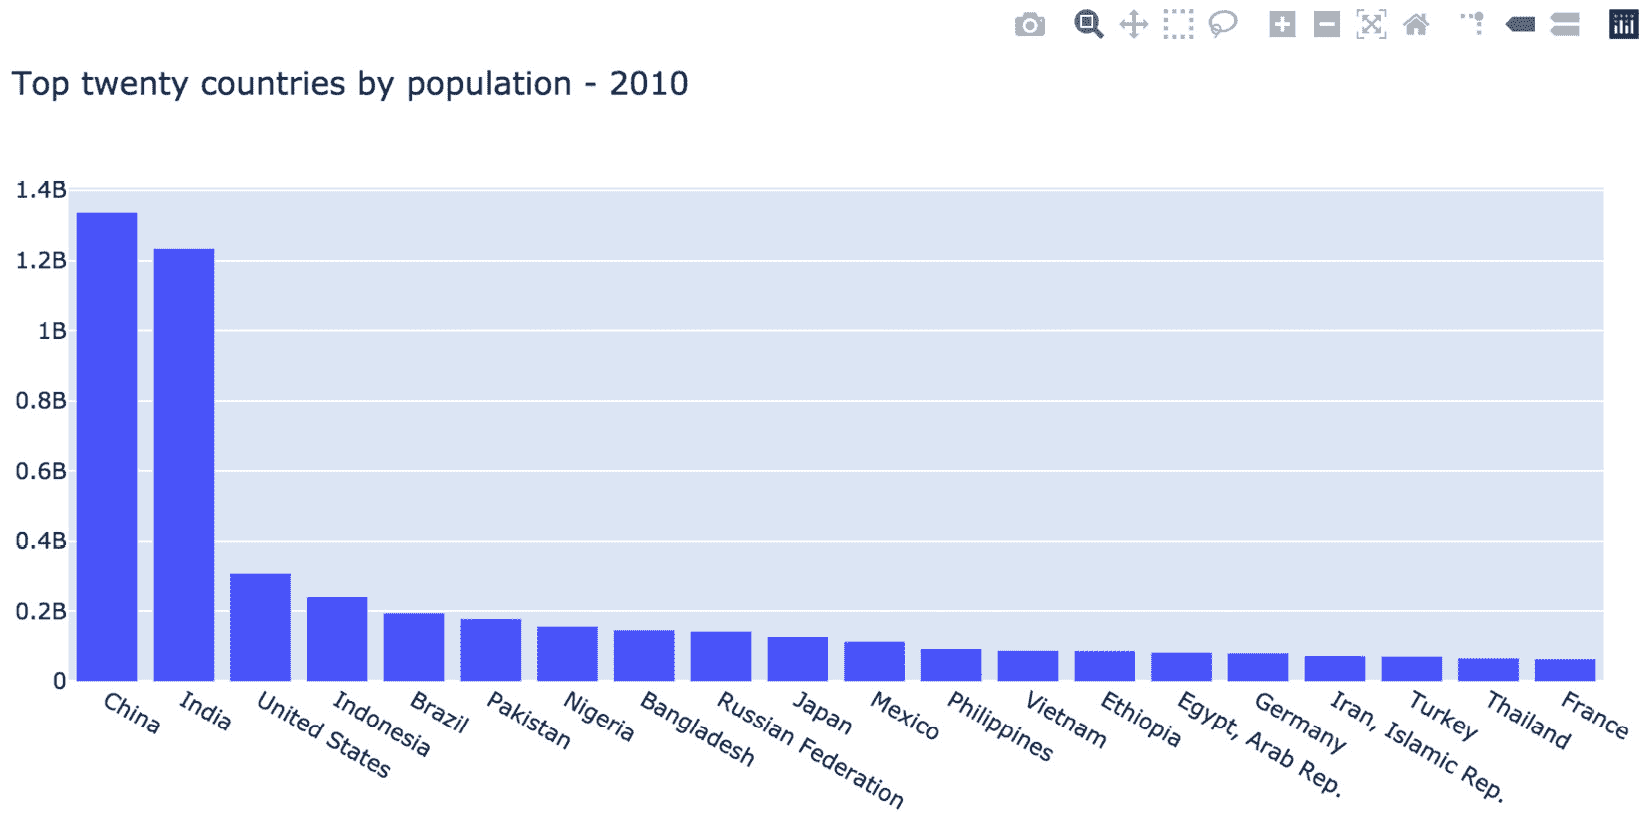 Top twenty countries by population - 2010
1.4B
1.2B
1B
0.8B
0.6B
0.4B
0.2B
0
China
India
United States
Indonesia
Brazil
Pakistan
Nigeria
Bangladesh
Russian Federation
Japan
Mexico
Philippines
Vietnam
Ethiopia
Egypt, Arab Rep.
Germany
Iran, Islamic Rep.
Turkey
Thailand
France